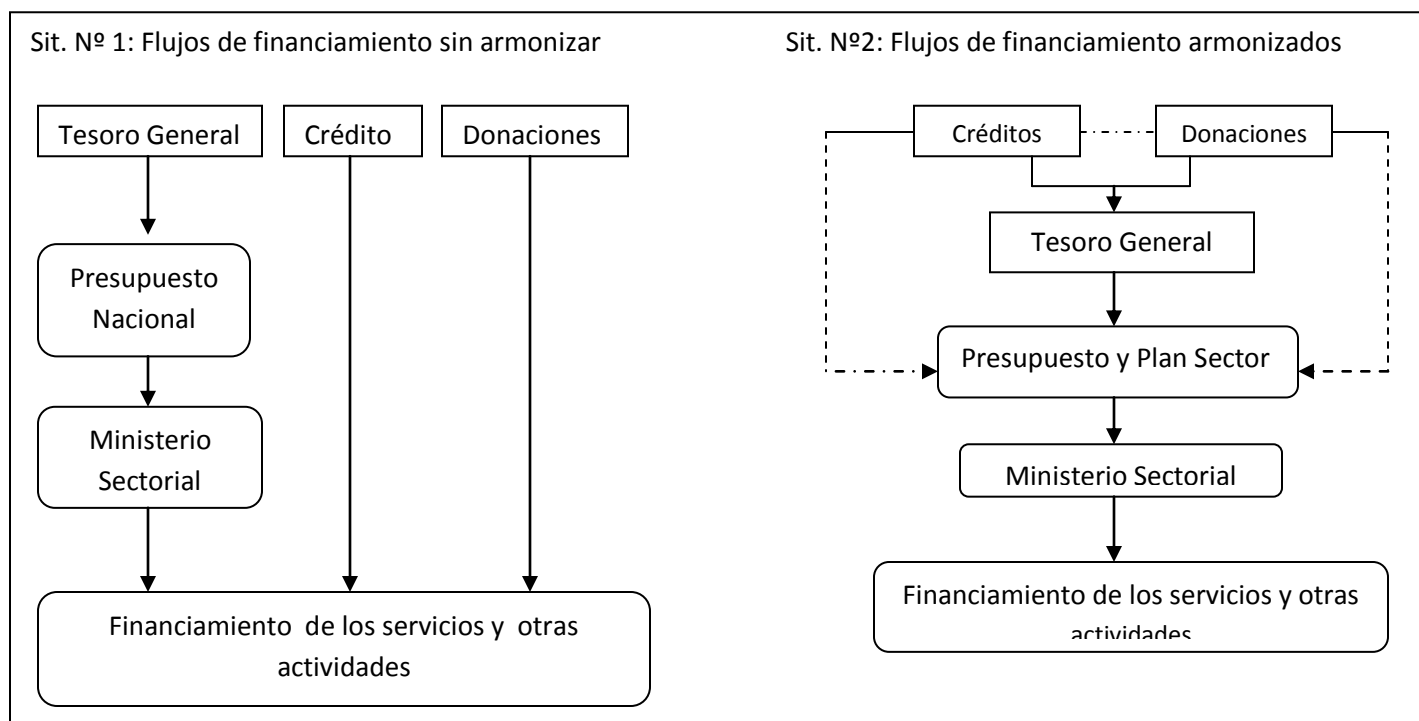 Sit. Nº 1: Flujos de financiamiento sin armonizar
Tesoro General
Crédito
Donaciones
Presupuesto
Nacional
Ministerio
Sectorial
Financiamiento de los servicios y otras
actividades
Sit. Nº2: Flujos de financiamiento armonizados
Créditos
Donaciones
Tesoro General
Presupuesto y Plan Sector
Ministerio Sectorial
Financiamiento de los servicios y otras
actividades